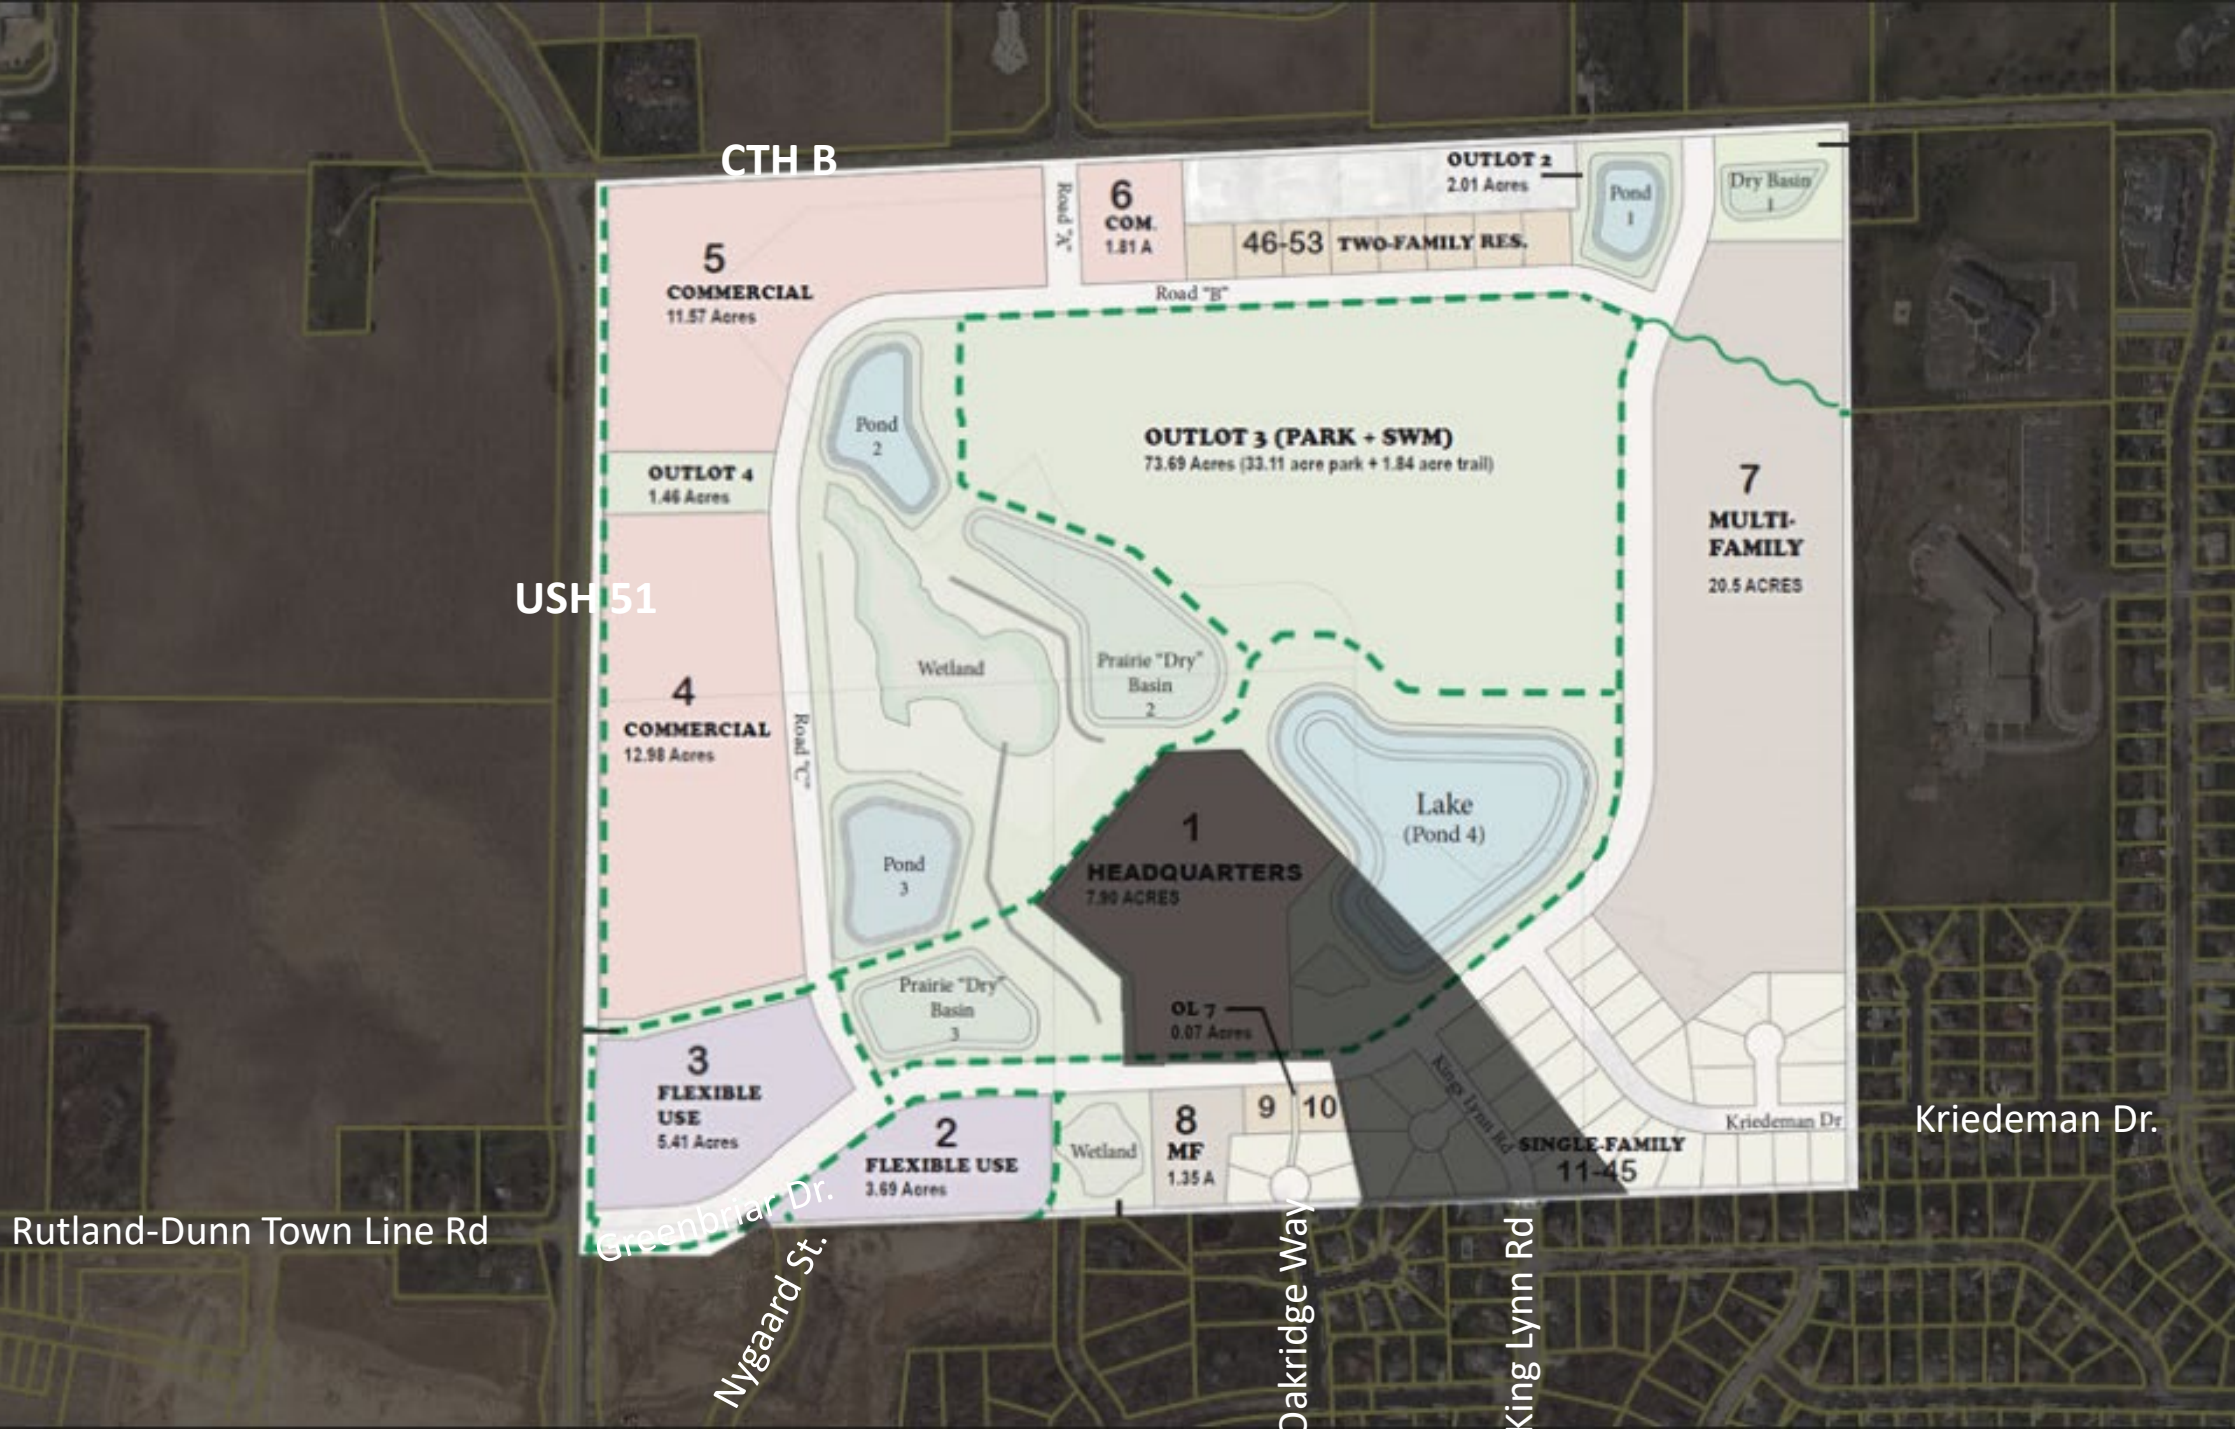 CTH B
OUTLOT 2
2.01 Acres
Pond
1
Dry Basin
1
Road "A"
6
COM.
1.81 A
46-53 TWO-FAMILY RES.
5
COMMERCIAL
11.57 Acres
Road "B"
Pond
2
OUTLOT 3 (PARK + SWM)
73.69 Acres (33.11 acre park + 1.84 acre trail)
OUTLOT 4
1.46 Acres
7
MULTI-
FAMILY
20.5 ACRES
USH 51
4
COMMERCIAL
12.98 Acres
Road "C"
Wetland
Prairie "Dry"
Basin
2
Lake
(Pond 4)
1
HEADQUARTERS
7.90 ACRES
Pond
3
Prairie "Dry"
Basin
3
OL 7
0.07 Acres
3
FLEXIBLE
USE
5.41 Acres
2
FLEXIBLE USE
3.69 Acres
Wetland
8
MF
1.35 A
9
10
Kings Lynn Rd
SINGLE-FAMILY
11-45
Kriedeman Dr
Kriedeman Dr.
Rutland-Dunn Town Line Rd
Greenbriar Dr.
Nygaard St.
Oakridge Way
King Lynn Rd